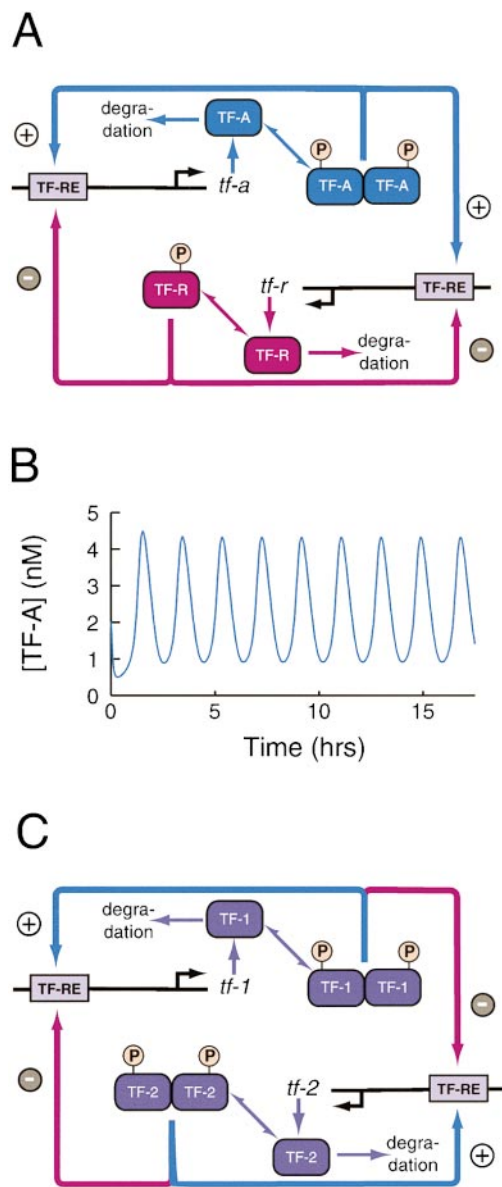 A
degra-
dation
TF-A
P
P
TF-A
TF-A
+
TF-RE
tf-a
+
-
P
TF-R
tf-r
TF-RE
TF-R
degra-
dation
-
B
[TF-A] (nM)
5
4
3
2
1
0
0
5
10
15
Time (hrs)
C
+
degra-
dation
TF-1
P
P
TF-1
TF-1
TF-RE
tf-1
-
-
P
P
TF-2
TF-2
tf-2
TF-RE
TF-2
degra-
dation
+